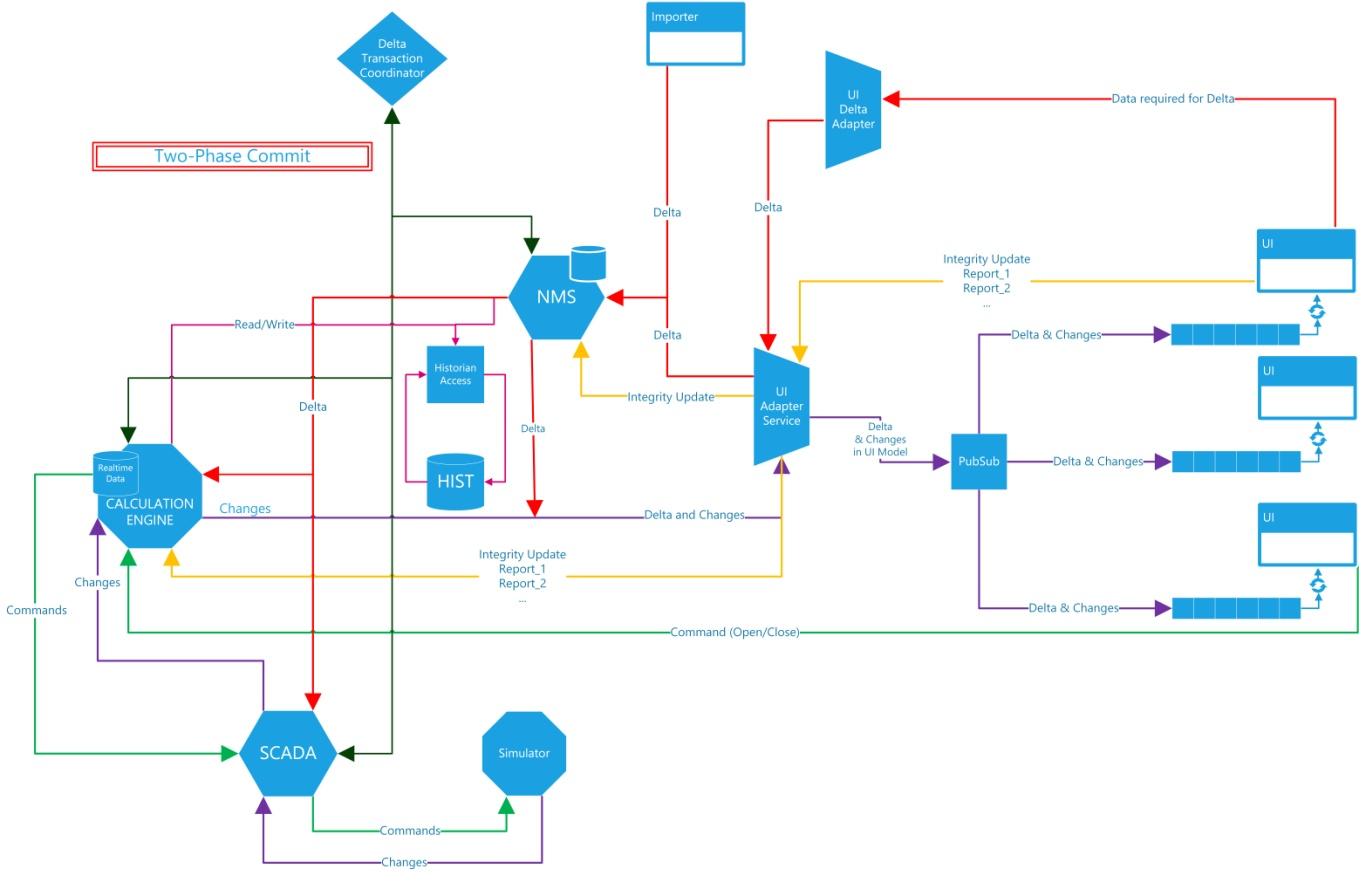 Importer
Delta
Transaction
Coordinator
UI
Delta
Adapter
Data required for Delta
Two-Phase Commit
Delta
Delta
UI
Integrity Update
Report_1
Report_2
...
NMS
Read/Write
Delta
Delta & Changes
Historian
Access
UI
Integrity Update
UI
Adapter
Service
Delta
Delta
Delta
& Changes
in UI Model
PubSub
Delta & Changes
Realtime
Data
HIST
CALCULATION
ENGINE
Changes
Delta and Changes
UI
Integrity Update
Report_1
Report_2
...
Changes
Commands
Delta & Changes
Command (Open/Close)
SCADA
Simulator
Commands
Changes